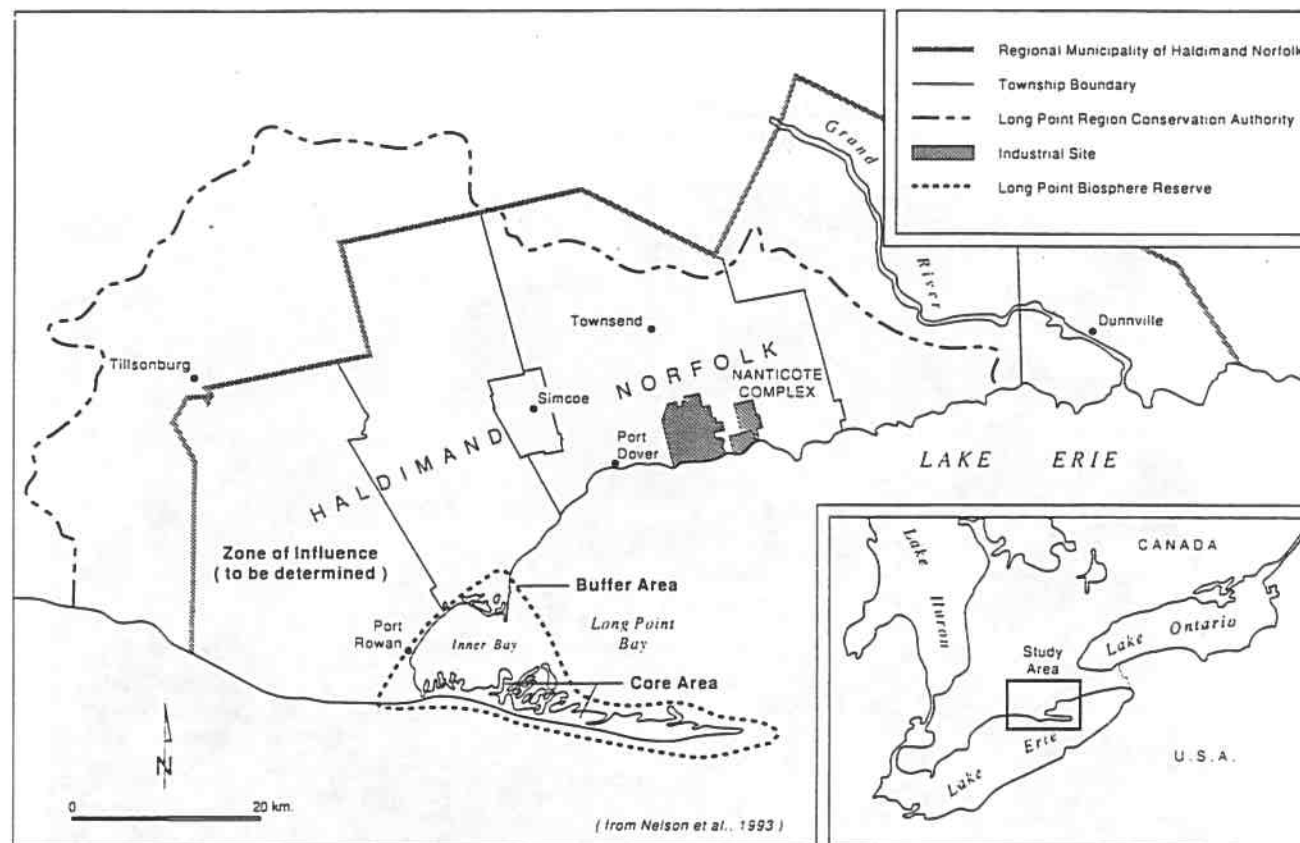 Regional Municipality of Haldimand Norfolk
Township Boundary
Long Point Region Conservation Authority
Industrial Site
Long Point Biosphere Reserve
Grand
River
Dunnville
Townsend
Tillsonburg
NORFOLK
NANTICOTE
COMPLEX
Simcoe
Port
Dover
HALDIMAND
LAKE ERIE
Zone of Influence
( to be determined )
Buffer Area
Port
Rowan
Inner Bay
Long Point
Bay
Core Area
N
0 20 km.
( from Nelson et al., 1993 )
CANADA
Lake
Huron
Lake Ontario
Study
Area
Lake Erie
U.S.A.